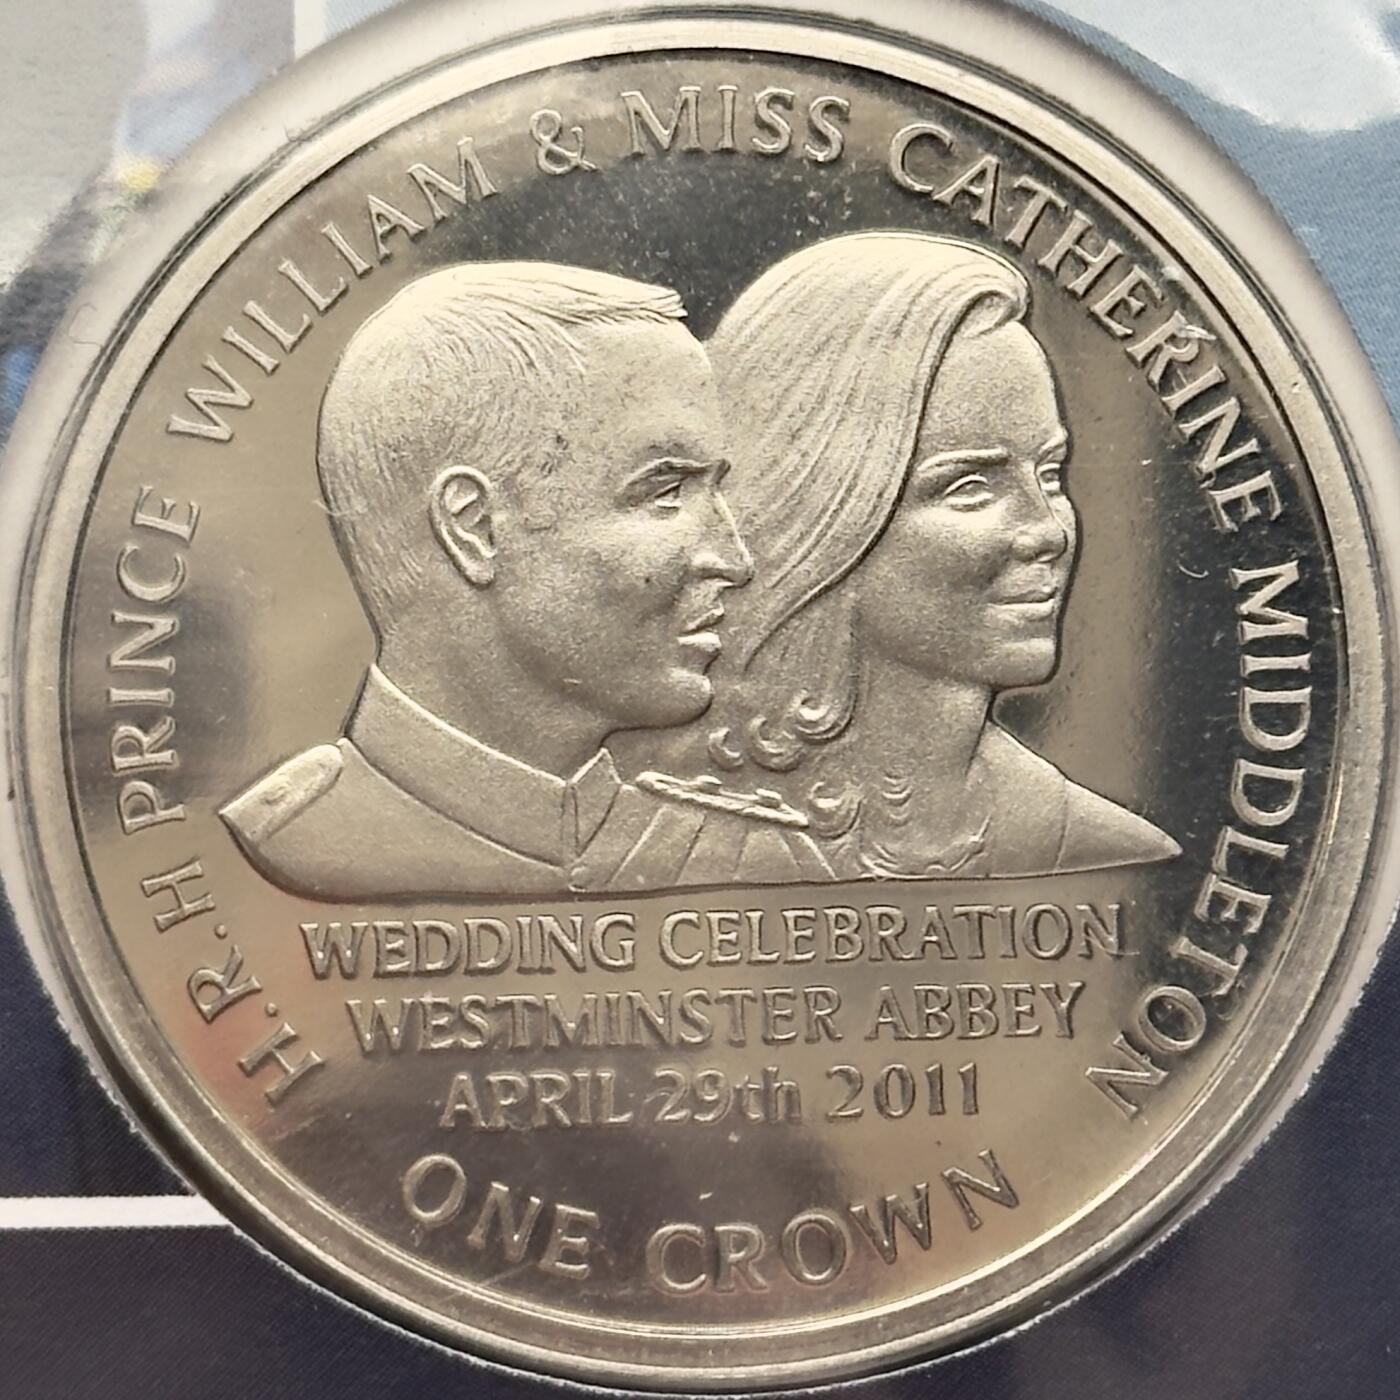 H.R.H PRINCE WILLIAM & MISS CATHERINE MIDDLETON
WEDDING CELEBRATION
WESTMINSTER ABBEY
APRIL 29th 2011
ONE CROWN